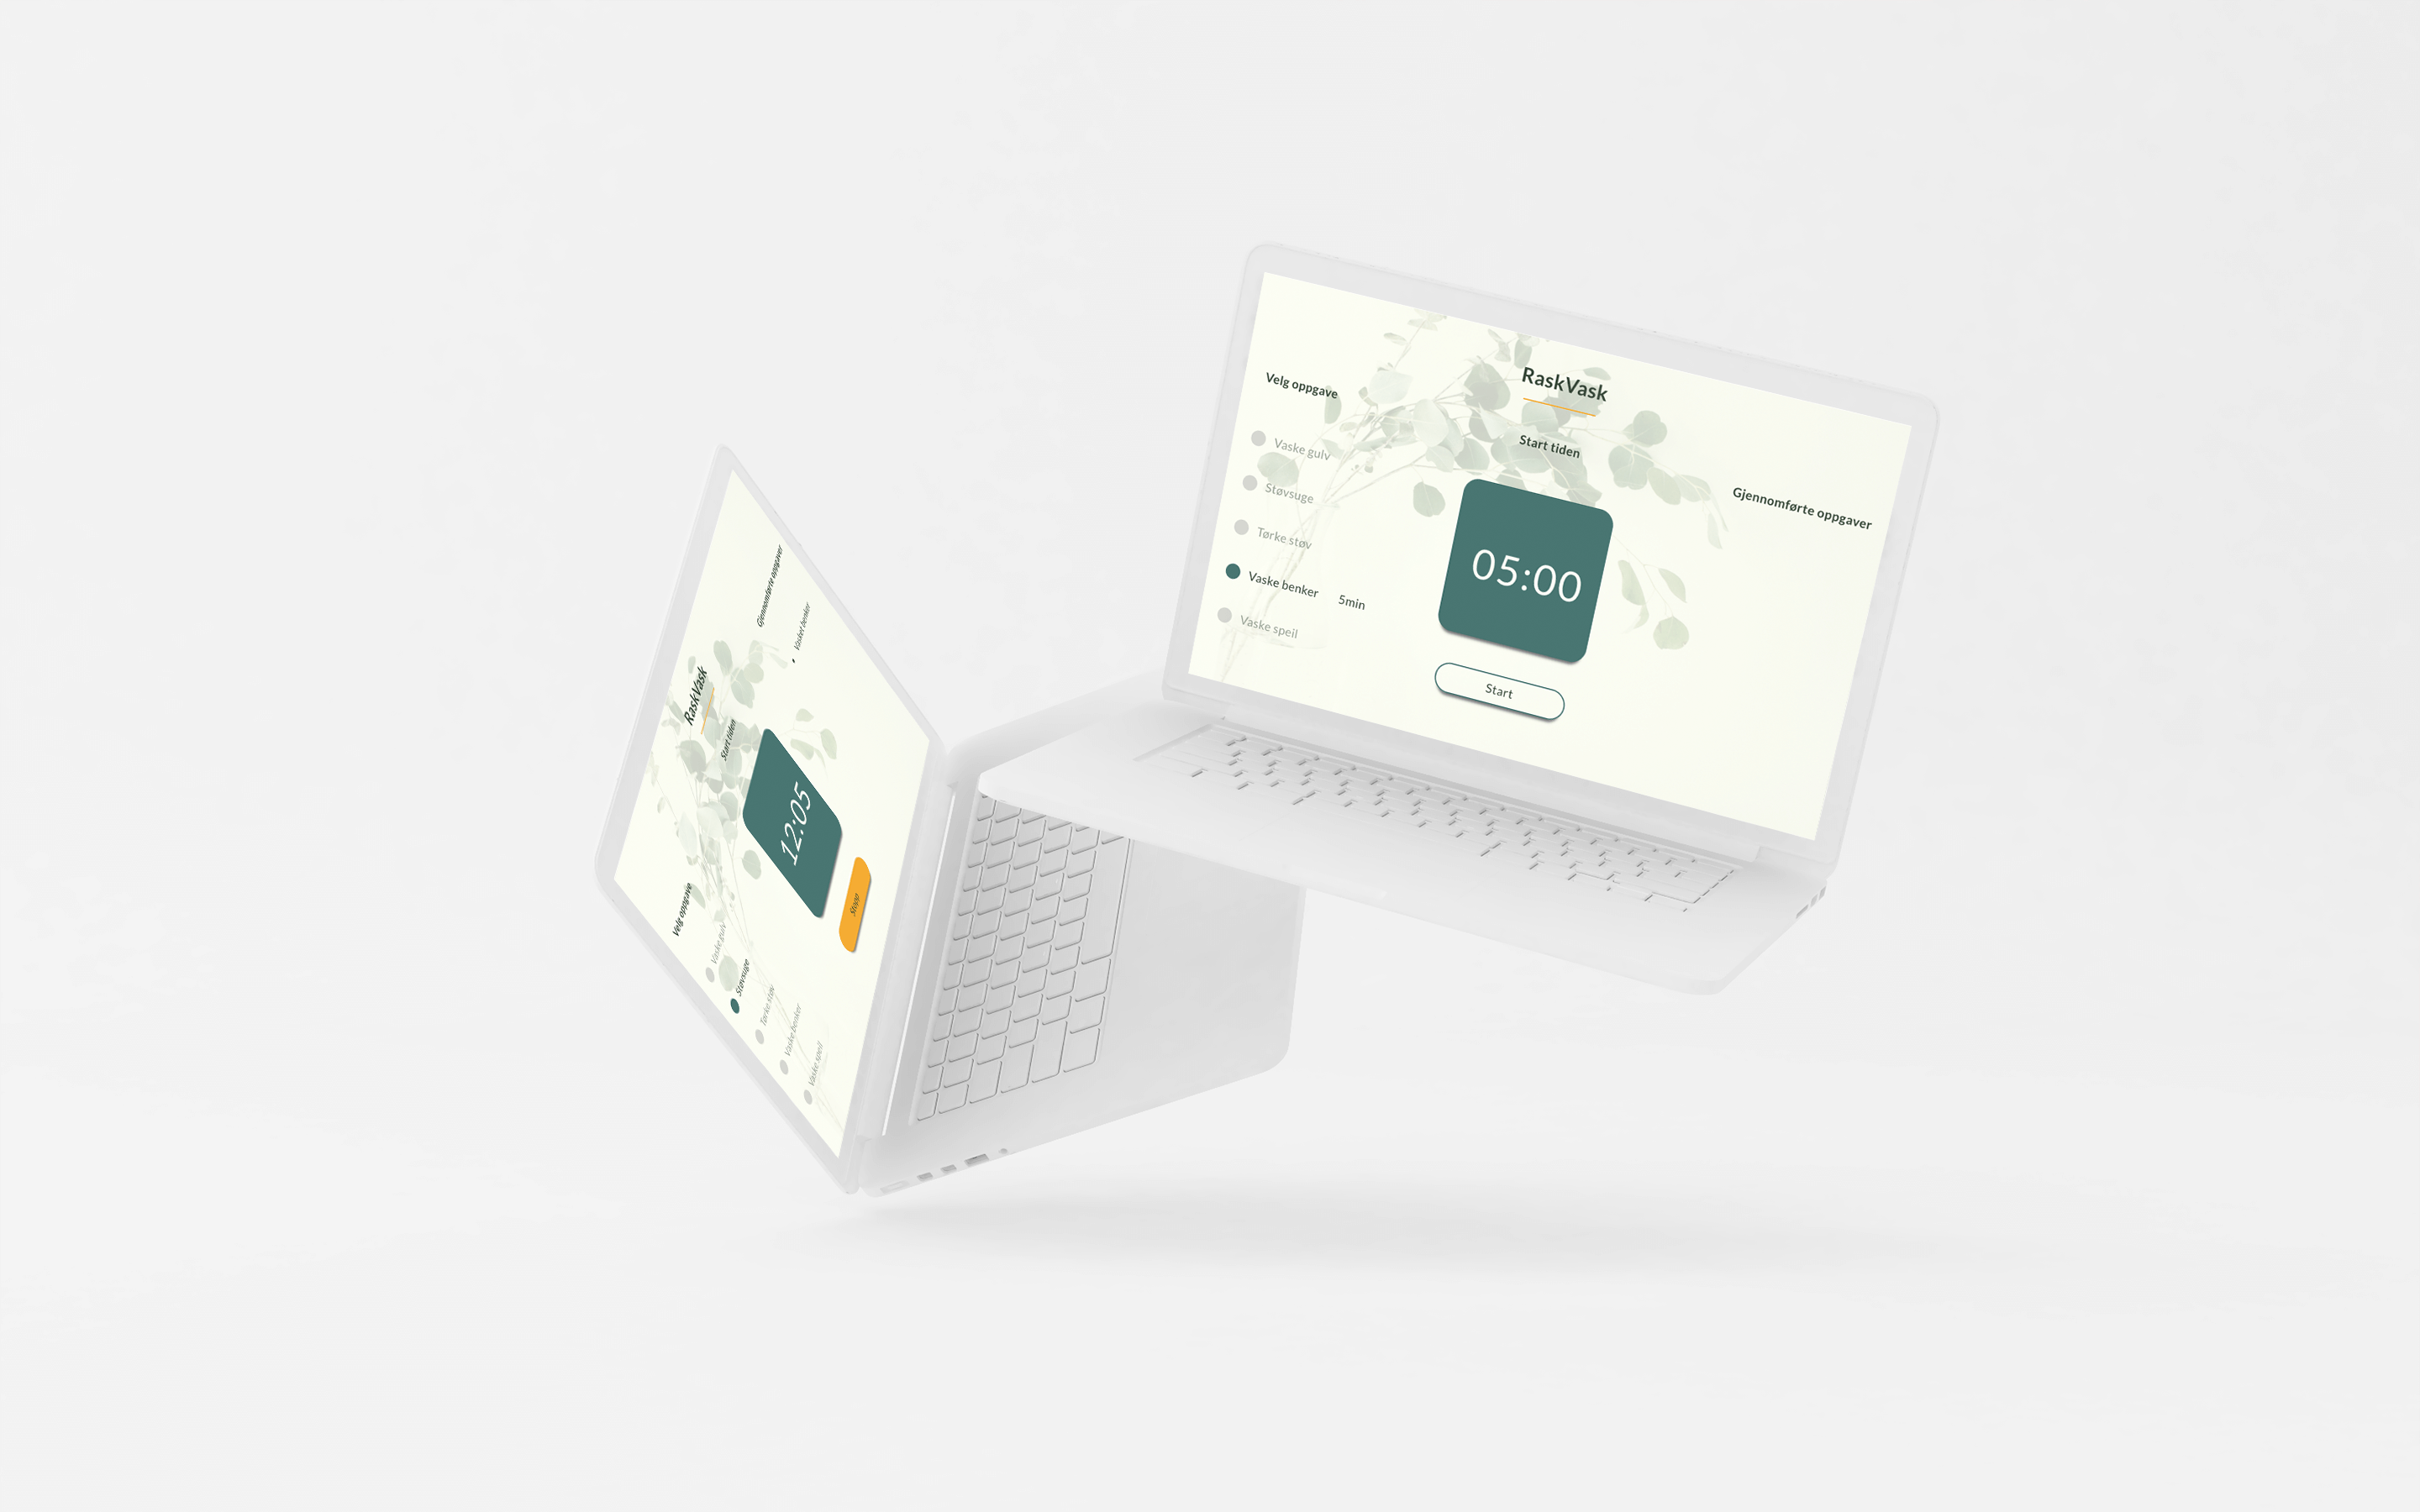 RaskVask
Velg oppgave
Start tiden
Gjennomførte oppgaver
Vaske gulv
Støvsuge
Tørke støv
Vaske benker 5min
Vaske speil
05:00
Start
RaskVask
Velg oppgave
Start tiden
Gjennomførte oppgaver
• Vasket benker
Vaske gulv
Støvsuge
Tørke støv
Vaske benker
Vaske speil
12:05
Stopp